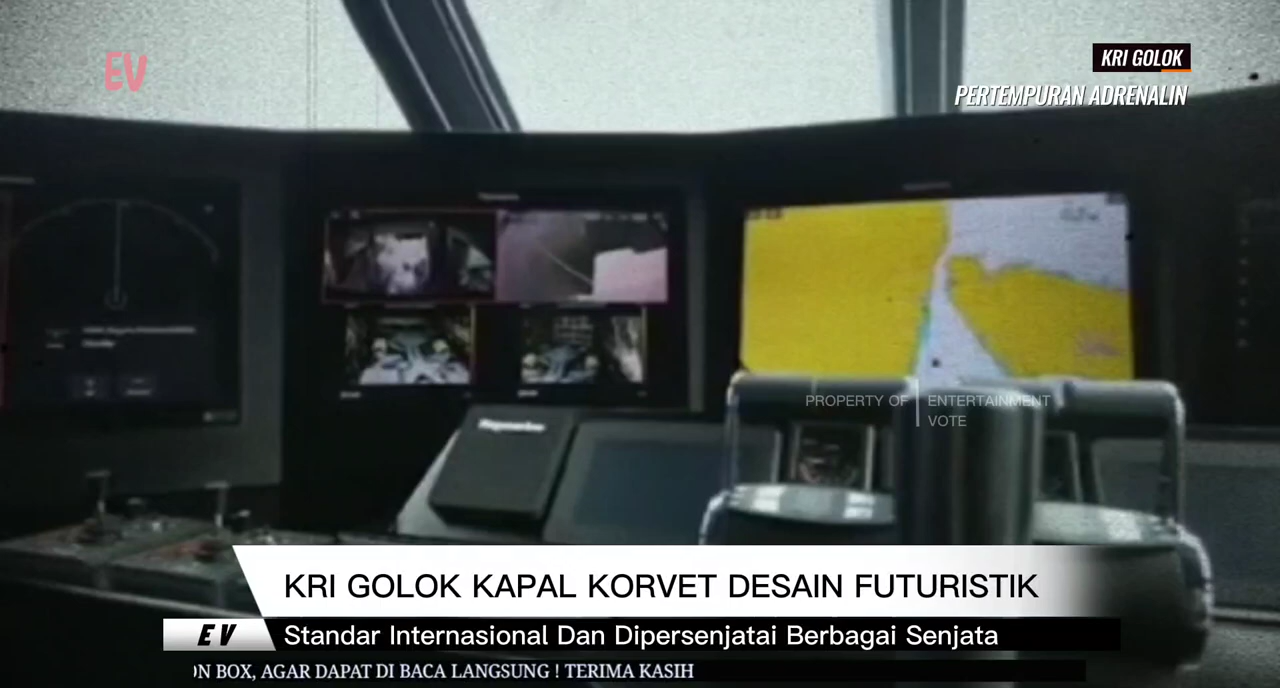 EV
KRI GOLOK
PERTEMPURAN ADRENALIN
PROPERTY OF
ENTERTAINMENT
VOTE
KRI GOLOK KAPAL KORVET DESAIN FUTURISTIK
EV
Standar Internasional Dan Dipersenjatai Berbagai Senjata
ON BOX, AGAR DAPAT DI BACA LANGSUNG ! TERIMA KASIH